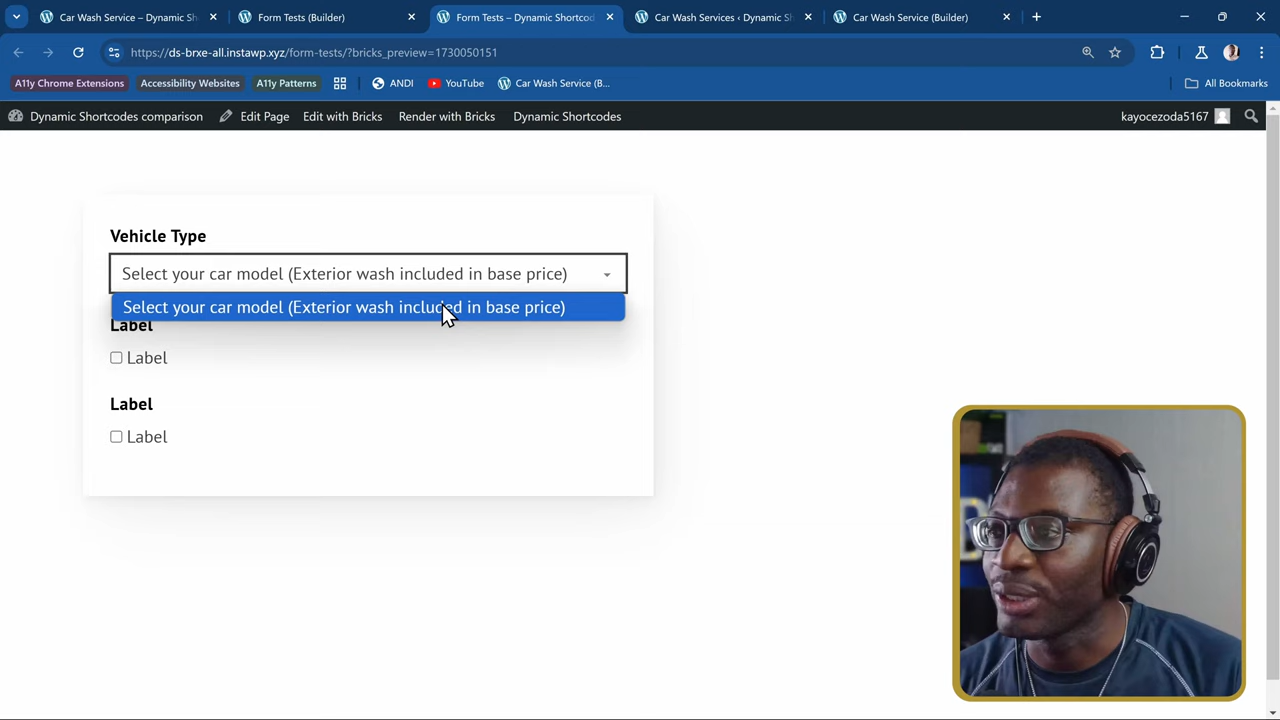 Car Wash Service – Dynamic Sh
Form Tests (Builder)
Form Tests – Dynamic Shortcod
Car Wash Services ‹ Dynamic Sh
Car Wash Service (Builder)
https://ds-brxe-all.instawp.xyz/form-tests/?bricks_preview=1730050151
A11y Chrome Extensions
Accessibility Websites
A11y Patterns
ANDI
YouTube
Car Wash Service (B...
All Bookmarks
Dynamic Shortcodes comparison
Edit Page
Edit with Bricks
Render with Bricks
Dynamic Shortcodes
kayocezoda5167
Vehicle Type
Select your car model (Exterior wash included in base price)
Select your car model (Exterior wash included in base price)
Label
Label
Label
Label